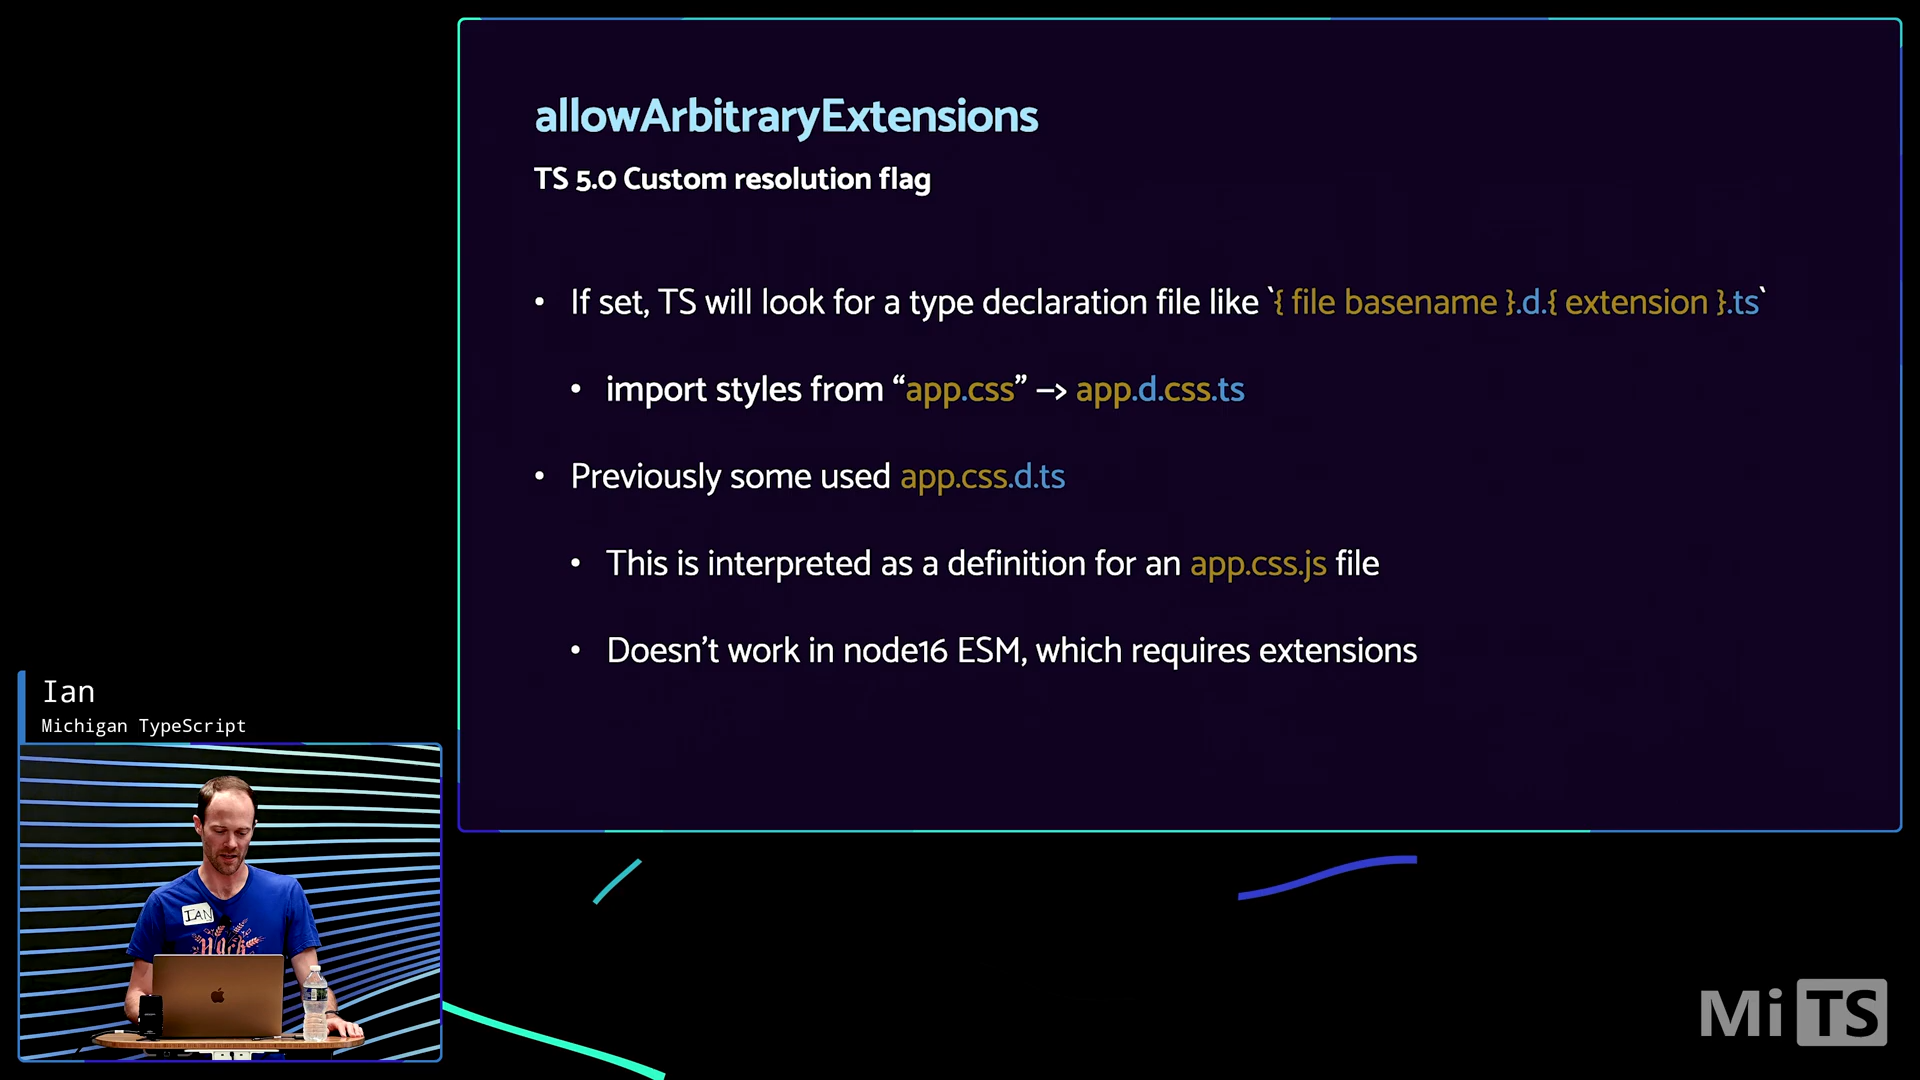 allowArbitraryExtensions
TS 5.0 Custom resolution flag
• If set, TS will look for a type declaration file like `{ file basename }.d.{ extension }.ts`
• import styles from “app.css” –> app.d.css.ts
• Previously some used app.css.d.ts
• This is interpreted as a definition for an app.css.js file
• Doesn’t work in node16 ESM, which requires extensions
Ian
Michigan TypeScript
IAN
MiTS